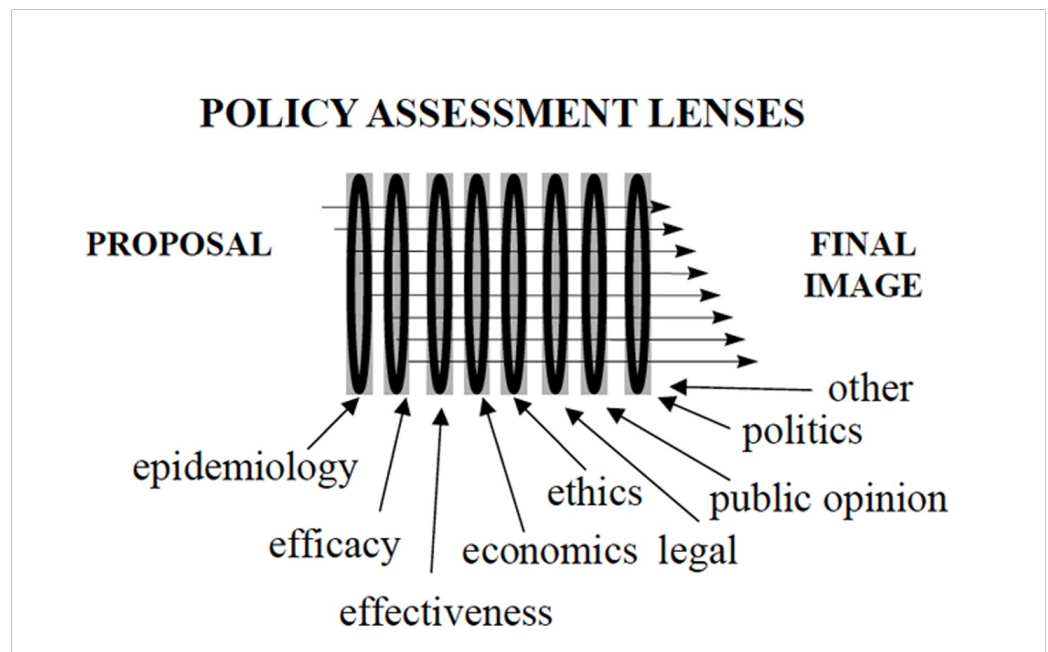 POLICY ASSESSMENT LENSES
PROPOSAL
FINAL
IMAGE
other
politics
epidemiology
ethics
public opinion
efficacy
economics
legal
effectiveness